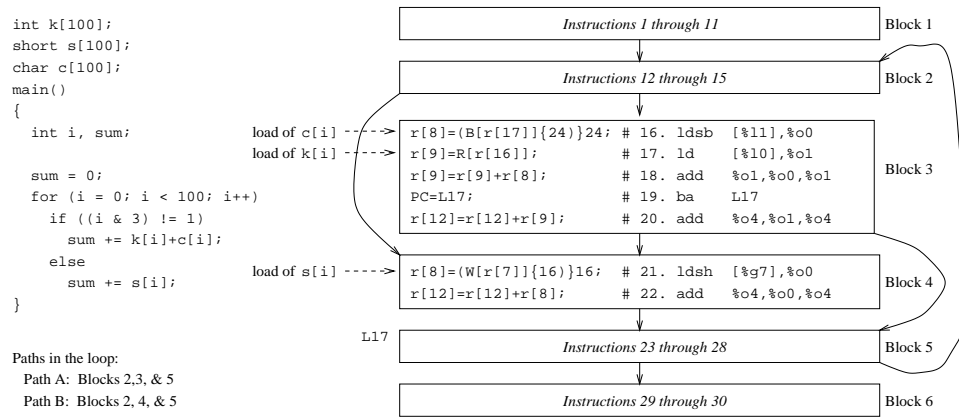 int k[100];
short s[100];
char c[100];
main()
{
int i, sum;
sum = 0;
for (i = 0; i < 100; i++)
if ((i & 3) != 1)
sum += k[i]+c[i];
else
sum += s[i];
}
Paths in the loop:
Path A: Blocks 2,3, & 5
Path B: Blocks 2, 4, & 5
Instructions 1 through 11
Block 1
Instructions 12 through 15
Block 2
load of c[i]
r[8]=(B[r[17]]{24)}24; # 16. ldsb [%l1],%o0
load of k[i]
r[9]=R[r[16]]; # 17. ld [%l0],%o1
r[9]=r[9]+r[8]; # 18. add %o1,%o0,%o1
Block 3
PC=L17; # 19. ba L17
r[12]=r[12]+r[9]; # 20. add %o4,%o1,%o4
load of s[i]
r[8]=(W[r[7]]{16)}16; # 21. ldsh [%g7],%o0
r[12]=r[12]+r[8]; # 22. add %o4,%o0,%o4
Block 4
L17
Instructions 23 through 28
Block 5
Instructions 29 through 30
Block 6